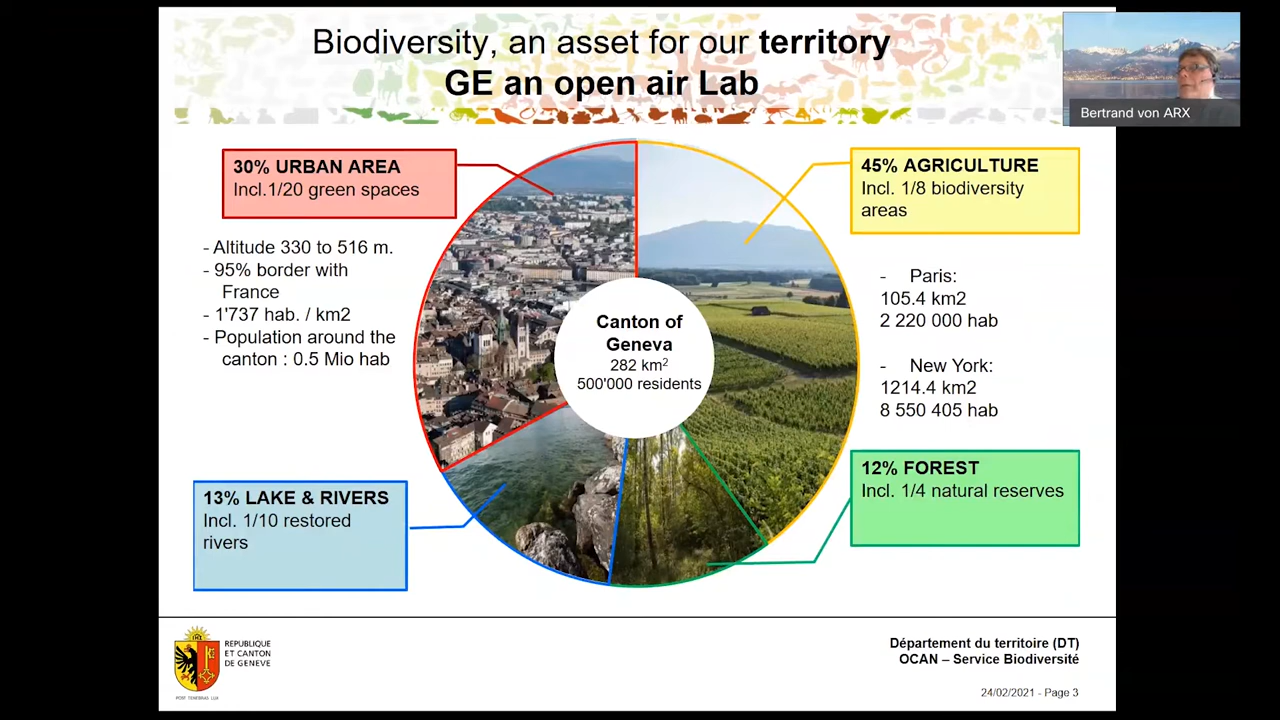 Biodiversity, an asset for our territory
GE an open air Lab
Bertrand von ARX
30% URBAN AREA
Incl.1/20 green spaces
- Altitude 330 to 516 m.
- 95% border with
France
- 1'737 hab. / km2
- Population around the
canton : 0.5 Mio hab
13% LAKE & RIVERS
Incl. 1/10 restored
rivers
Canton of
Geneva
282 km²
500'000 residents
45% AGRICULTURE
Incl. 1/8 biodiversity
areas
- Paris:
105.4 km2
2 220 000 hab
- New York:
1214.4 km2
8 550 405 hab
12% FOREST
Incl. 1/4 natural reserves
REPUBLIQUE
ET CANTON
DE GENEVE
POST TENEBRAS LUX
Département du territoire (DT)
OCAN – Service Biodiversité
24/02/2021 - Page 3